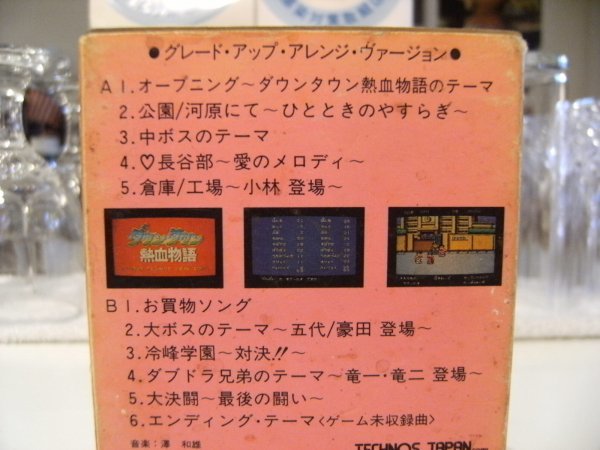 ●グレード・アップ・アレンジ・ヴァージョン●
A 1.オープニング〜ダウンタウン熱血物語のテーマ
2.公園/河原にて〜ひとときのやすらぎ〜
3.中ボスのテーマ
4.♡長谷部〜愛のメロディ〜
5.倉庫/工場〜小林 登場〜
ダウンタウン
熱血物語
B 1.お買物ソング
2.大ボスのテーマ〜五代/豪田 登場〜
3.冷峰学園〜対決!!〜
4.ダブドラ兄弟のテーマ〜竜一・竜二 登場〜
5.大決闘〜最後の闘い〜
6.エンディング・テーマ<ゲーム未収録曲>
音楽:澤 和雄
TECHNOS JAPAN